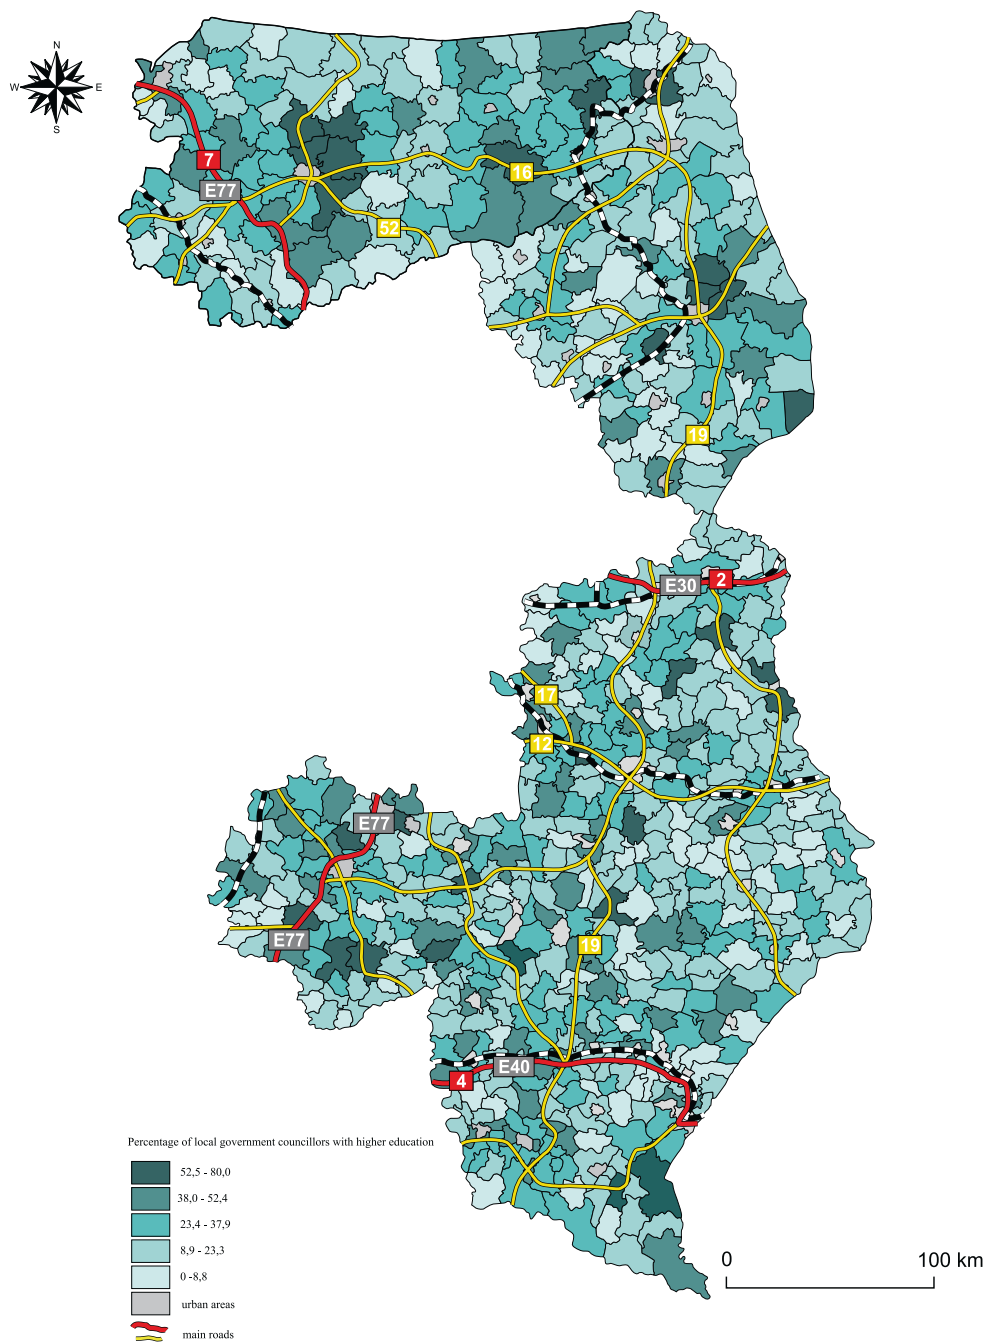 N
W
E
S
7
E77
16
52
19
E30
2
17
12
E77
E77
19
E40
4
Percentage of local government councillors with higher education
52,5 - 80,0
38,0 - 52,4
23,4 - 37,9
8,9 - 23,3
0 -8,8
urban areas
main roads
0
100 km